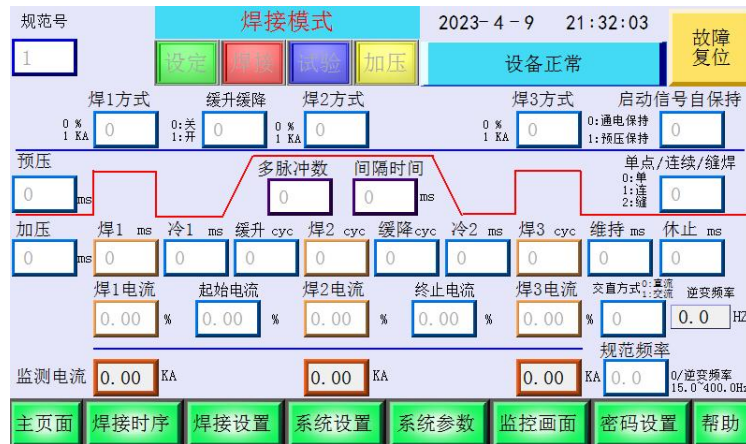 规范号 焊接模式 2023- 4 - 9 21:32:03 故障复位
1 设定 焊接 试验 加压 设备正常
焊1方式 缓升缓降 焊2方式 焊3方式 启动信号自保持
0 % 1 KA 0 0:关 1:开 0 0 % 1 KA 0 0 % 1 KA 0 0:通电保持 1:预压保持 0
预压 多脉冲数 间隔时间 单点/连续/缝焊
0 ms 0 0 ms 0:单 1:连 2:缝 0
加压 焊1 ms 冷1 ms 缓升 cyc 焊2 cyc 缓降cyc 冷2 ms 焊3 cyc 维持 ms 休止 ms
0 ms 0 0 0 0 0 0 0 0 0
焊1电流 起始电流 焊2电流 终止电流 焊3电流 交直方式 0:直流 1:交流 逆变频率
0.00 % 0.00 % 0.00 % 0.00 % 0.00 % 0 0.0 HZ
规范频率
监测电流 0.00 KA 0.00 KA 0.00 KA 0.0 0/逆变频率 15.0~400.0Hz
主页面 焊接时序 焊接设置 系统设置 系统参数 监控画面 密码设置 帮助